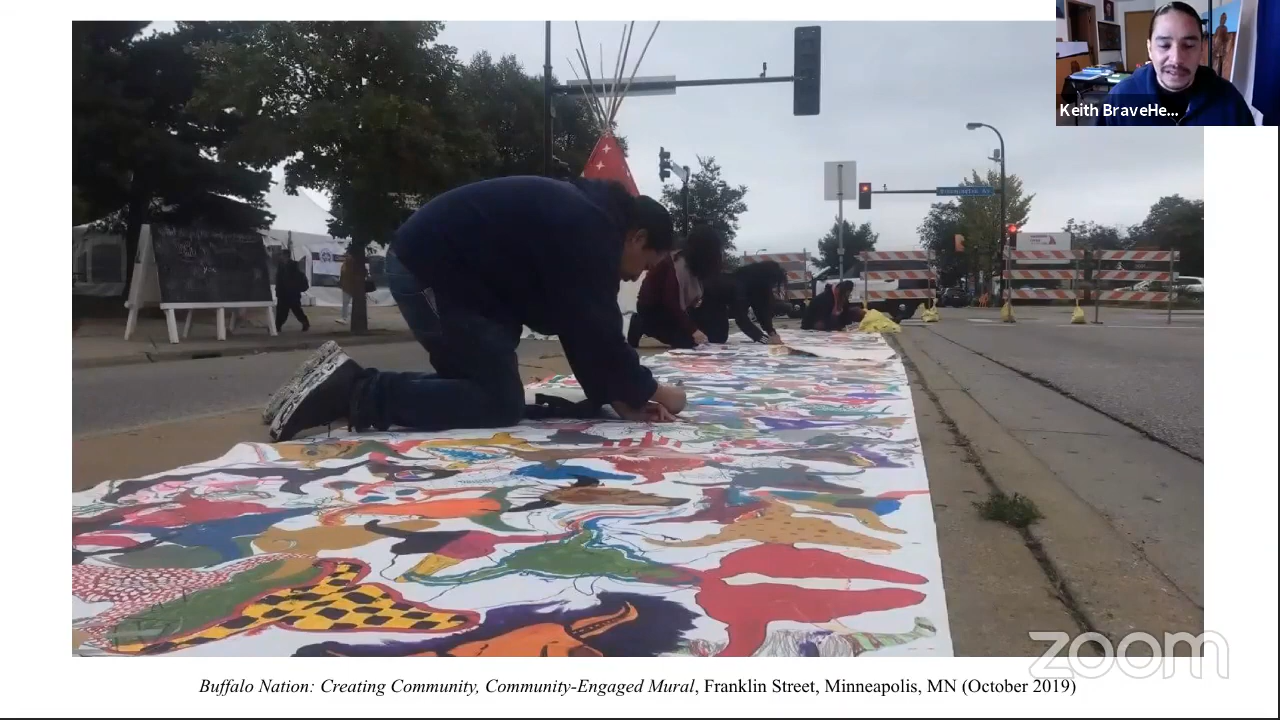 Keith BraveHe...
Buffalo Nation: Creating Community, Community-Engaged Mural, Franklin Street, Minneapolis, MN (October 2019)
zoom